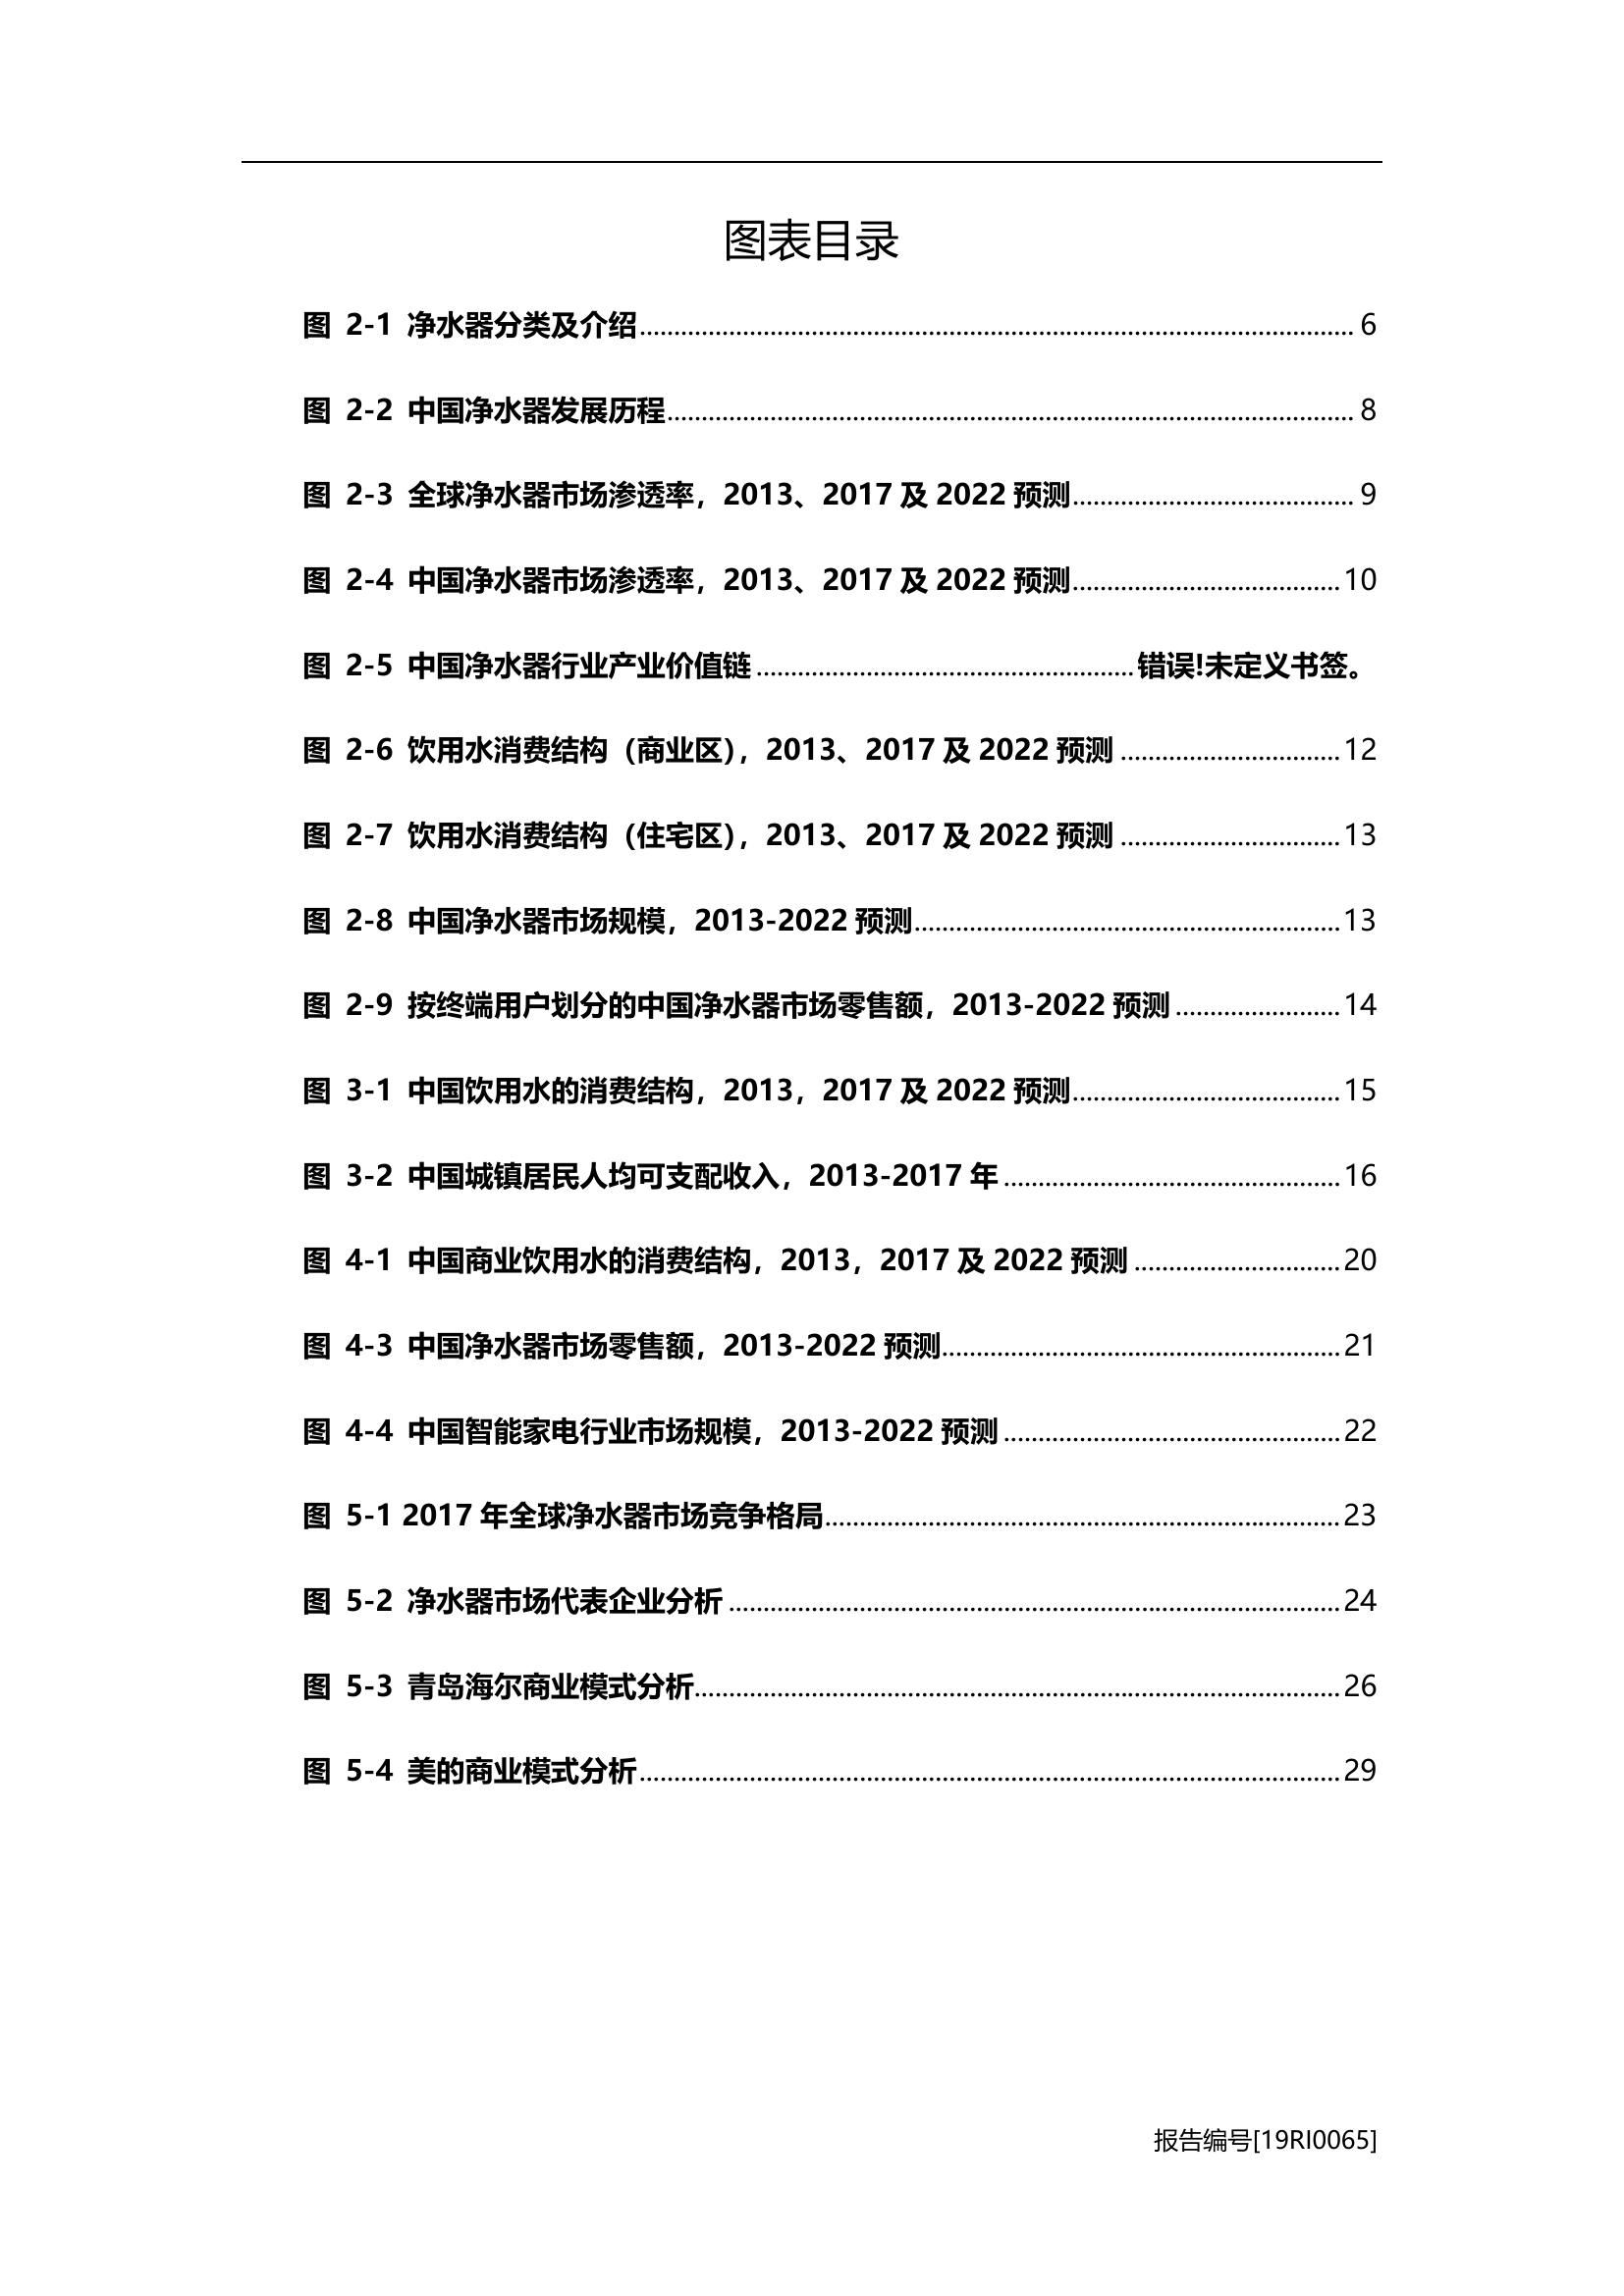 图表目录
图 2-1 净水器分类及介绍........................................................................................................ 6
图 2-2 中国净水器发展历程.................................................................................................... 8
图 2-3 全球净水器市场渗透率，2013、2017 及 2022 预测......................................... 9
图 2-4 中国净水器市场渗透率，2013、2017 及 2022 预测.......................................10
图 2-5 中国净水器行业产业价值链.......................................................错误!未定义书签。
图 2-6 饮用水消费结构（商业区），2013、2017 及 2022 预测................................12
图 2-7 饮用水消费结构（住宅区），2013、2017 及 2022 预测................................13
图 2-8 中国净水器市场规模，2013-2022 预测..............................................................13
图 2-9 按终端用户划分的中国净水器市场零售额，2013-2022 预测........................14
图 3-1 中国饮用水的消费结构，2013，2017 及 2022 预测.......................................15
图 3-2 中国城镇居民人均可支配收入，2013-2017 年.................................................16
图 4-1 中国商业饮用水的消费结构，2013，2017 及 2022 预测..............................20
图 4-3 中国净水器市场零售额，2013-2022 预测..........................................................21
图 4-4 中国智能家电行业市场规模，2013-2022 预测.................................................22
图 5-1 2017 年全球净水器市场竞争格局...........................................................................23
图 5-2 净水器市场代表企业分析.........................................................................................24
图 5-3 青岛海尔商业模式分析..............................................................................................26
图 5-4 美的商业模式分析......................................................................................................29
报告编号[19RI0065]